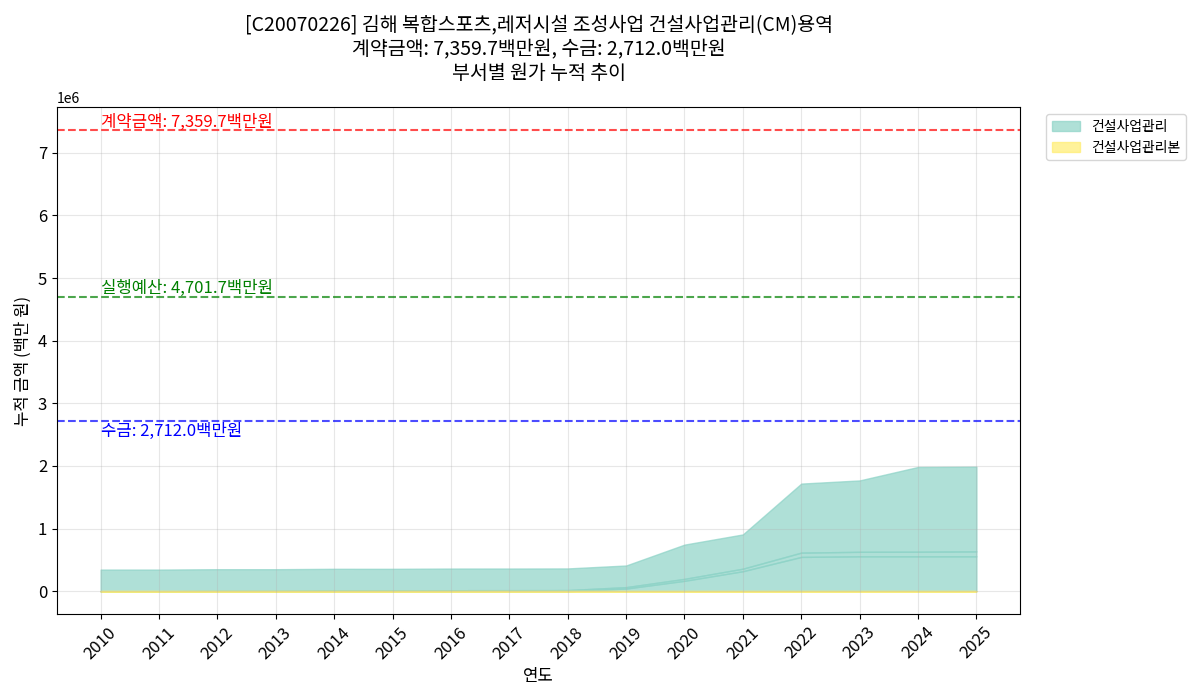 [C20070226] 김해 복합스포츠,레저시설 조성사업 건설사업관리(CM)용역
계약금액: 7,359.7백만원, 수금: 2,712.0백만원
부서별 원가 누적 추이
1e6
계약금액: 7,359.7백만원
실행예산: 4,701.7백만원
수금: 2,712.0백만원
건설사업관리
건설사업관리본
누적 금액 (백만 원)
7
6
5
4
3
2
1
0
2010
2011
2012
2013
2014
2015
2016
2017
2018
2019
2020
2021
2022
2023
2024
2025
연도